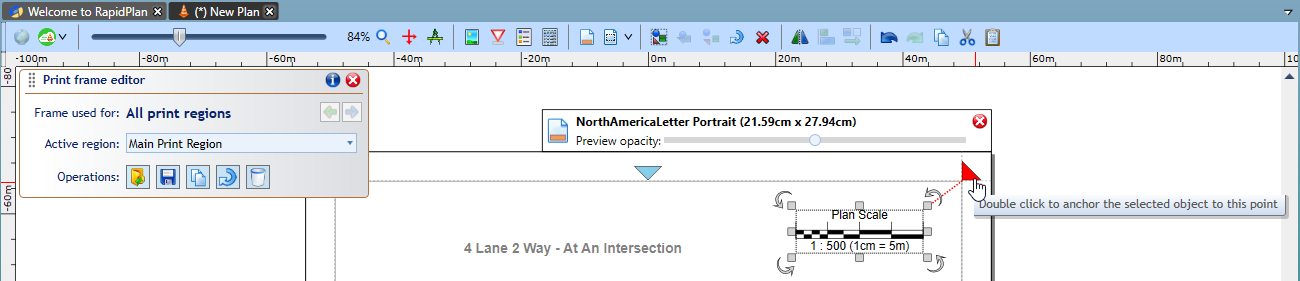 Welcome to RapidPlan
(*) New Plan
84%
-100m -80m -60m -40m -20m 0m 20m 40m 60m 80m 10
-80
-60m
Print frame editor
Frame used for: All print regions
Active region: Main Print Region
Operations:
NorthAmericaLetter Portrait (21.59cm x 27.94cm)
Preview opacity:
Double click to anchor the selected object to this point
Plan Scale
4 Lane 2 Way - At An Intersection
1 : 500 (1cm = 5m)